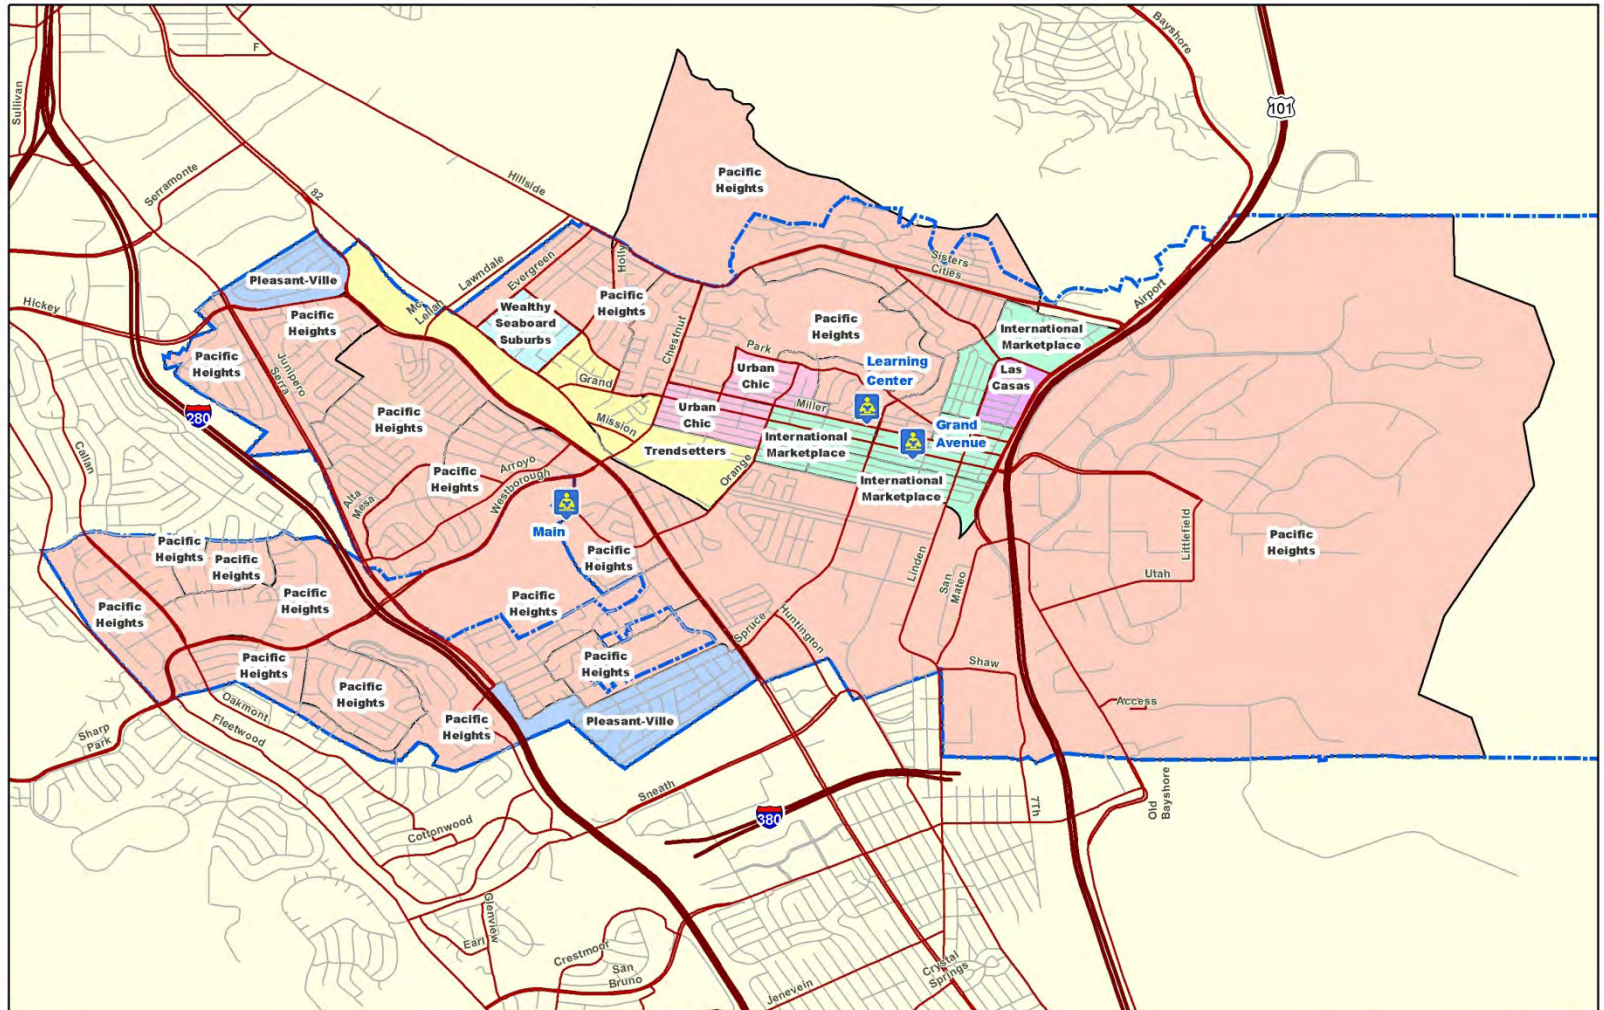 Bayshore
F
Sullivan
101
Serramonte
82
Hillside
Pacific
Heights
Holly
Sisters
Cities
Lawndale
Evergreen
Pleasant-Ville
Airport
Hickey
Mc
Lellan
Wealthy
Seaboard
Suburbs
Pacific
Heights
Pacific
Heights
Pacific
Heights
International
Marketplace
Chestnut
Park
Pacific
Heights
Junipero
Serra
Learning
Center
Urban
Chic
Las
Casas
Grand
280
Pacific
Heights
Urban
Chic
Miller
Mission
Grand
Avenue
Callan
Trendsetters
International
Marketplace
Pacific
Heights
Arroyo
Westborough
Orange
International
Marketplace
Alta
Mesa
Main
Littlefield
Pacific
Heights
Pacific
Heights
Pacific
Heights
Pacific
Heights
Linden
San
Mateo
Utah
Pacific
Heights
Pacific
Heights
Pacific
Heights
Spruce
Huntington
Pacific
Heights
Pacific
Heights
Shaw
Pacific
Heights
Oakmont
Fleetwood
Access
Sharp
Park
Pacific
Heights
Pleasant-Ville
Sneath
380
7Th
Old
Bayshore
Cottonwood
Glenview
Earl
Crestmoor
San
Bruno
Crystal
Springs
Jenevein